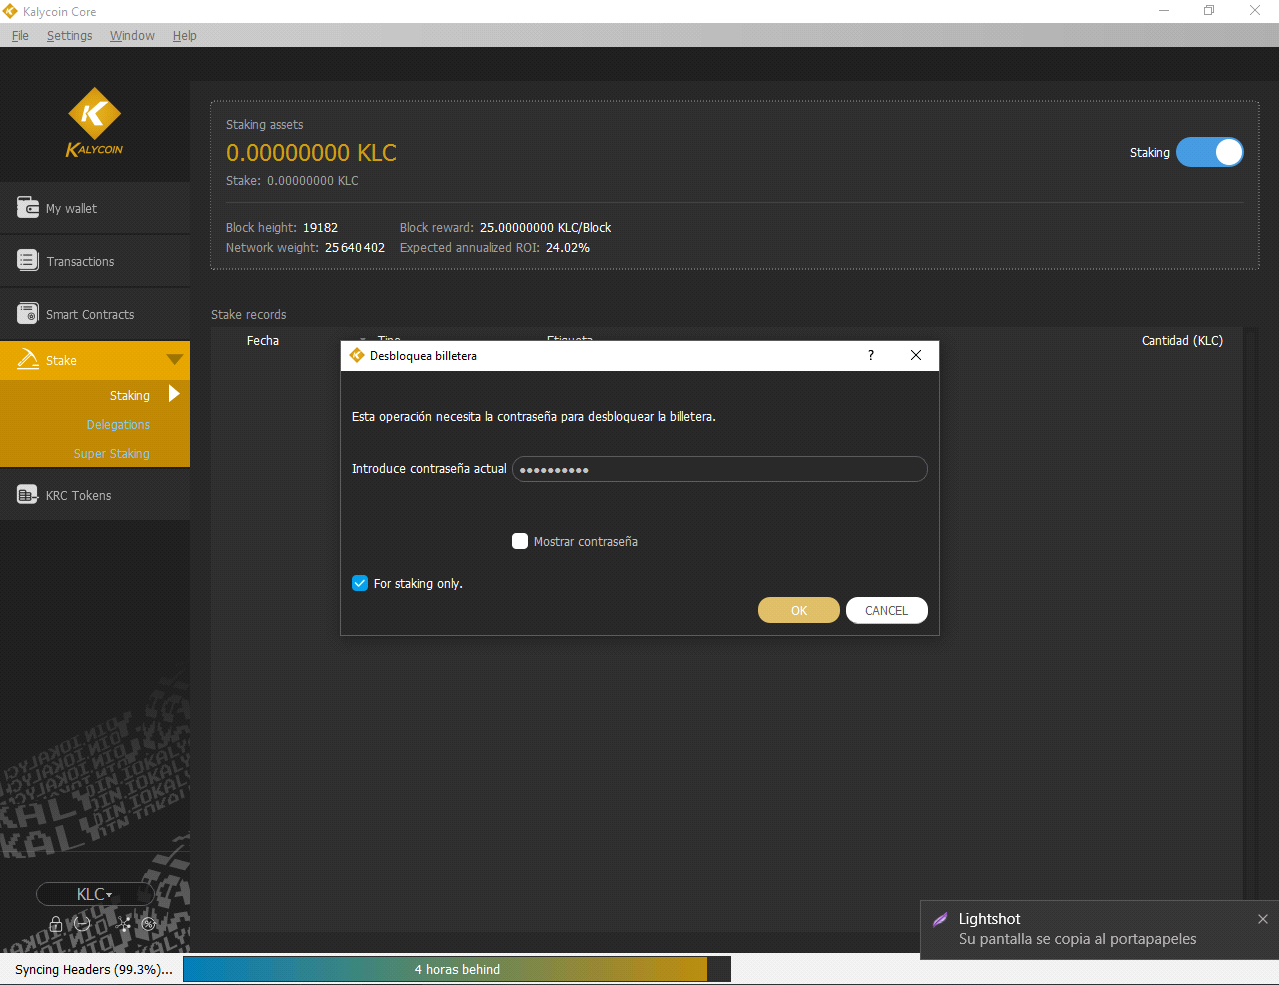 Kalycoin Core
File Settings Window Help
KALYCOIN
My wallet
Transactions
Smart Contracts
Stake
Staking
Delegations
Super Staking
KRC Tokens
Staking assets
0.00000000 KLC
Stake: 0.00000000 KLC
Staking
Block height: 19182 Block reward: 25.00000000 KLC/Block
Network weight: 25 640 402 Expected annualized ROI: 24.02%
Stake records
Fecha Tipo Etiqueta Cantidad (KLC)
Desbloquea billetera ?
Esta operación necesita la contraseña para desbloquear la billetera.
Introduce contraseña actual ●●●●●●●●●●
Mostrar contraseña
For staking only.
OK CANCEL
KLC
Lightshot
Su pantalla se copia al portapapeles
Syncing Headers (99.3%)... 4 horas behind